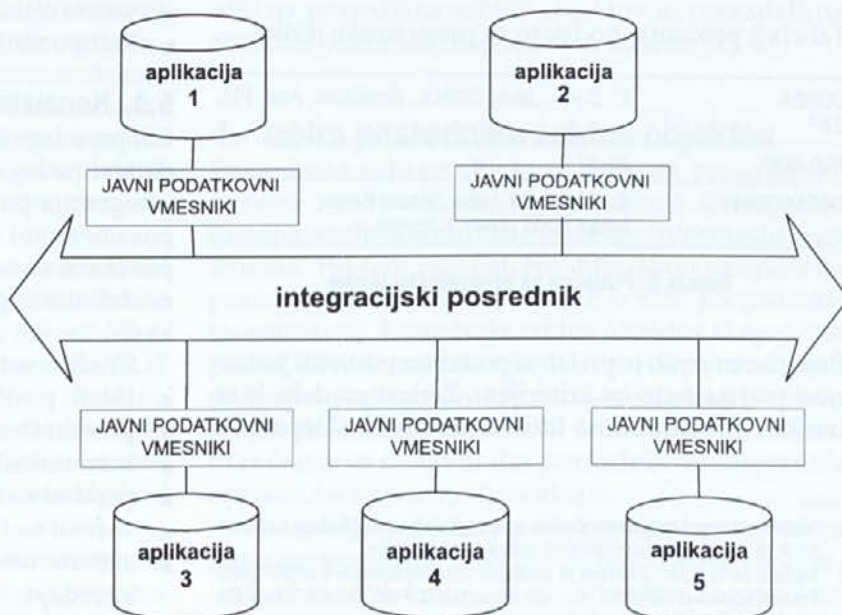 aplikacija
1
aplikacija
2
JAVNI PODATKOVNI
VMESNIKI
JAVNI PODATKOVNI
VMESNIKI
integracijski posrednik
JAVNI PODATKOVNI
VMESNIKI
JAVNI PODATKOVNI
VMESNIKI
JAVNI PODATKOVNI
VMESNIKI
aplikacija
3
aplikacija
4
aplikacija
5